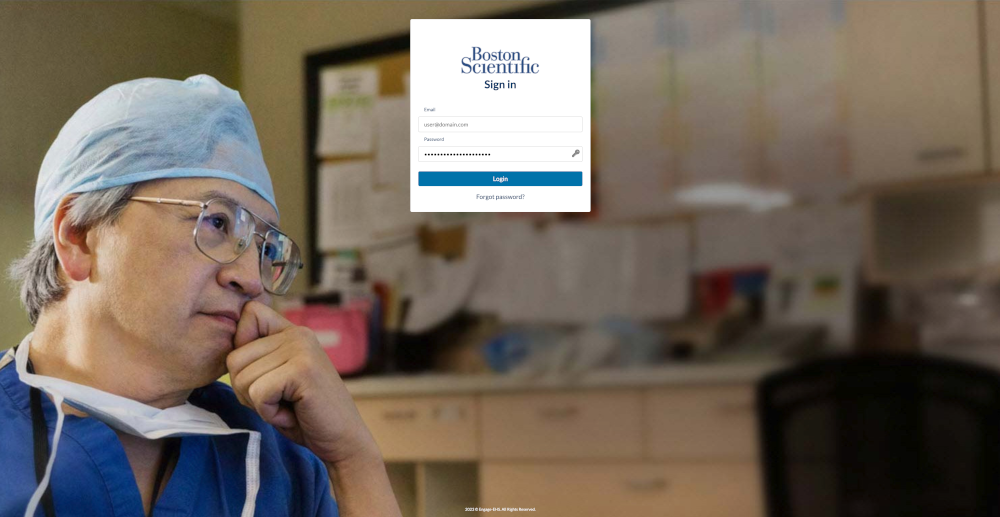 Boston
Scientific
Sign in
Email
user@domain.com
Password
•••••••••••••••••••••
Login
Forgot password?
2023 © Engage-EHS. All Rights Reserved.